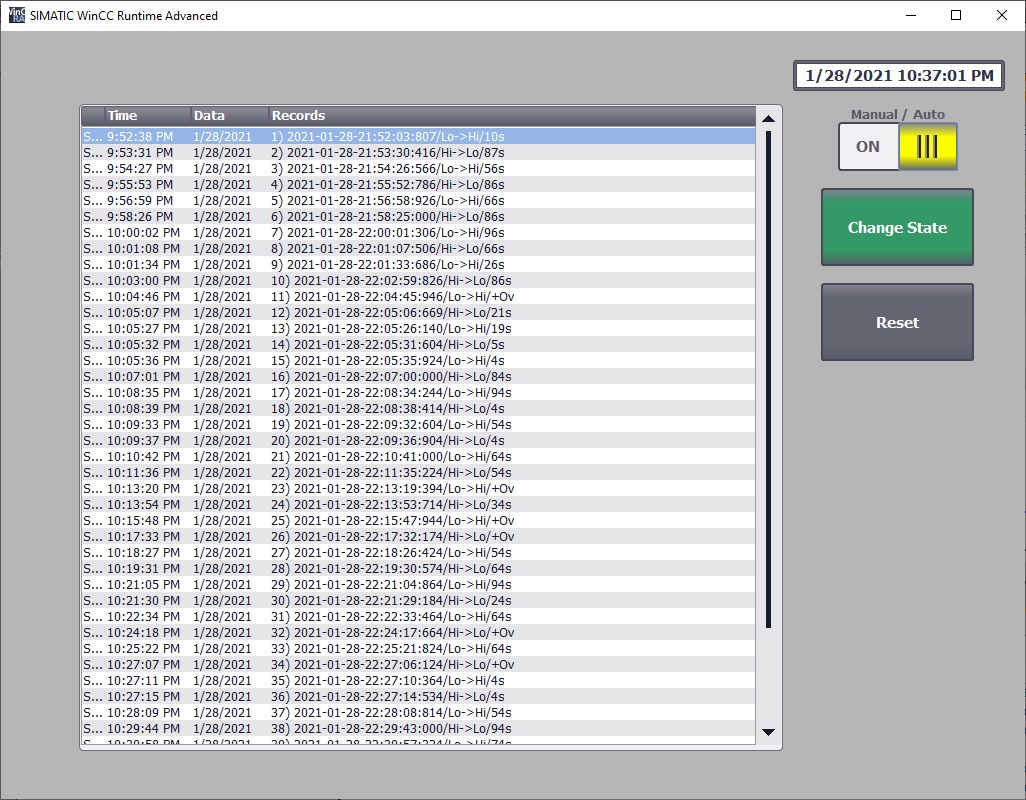 SIMATIC WinCC Runtime Advanced
1/28/2021 10:37:01 PM
Manual / Auto
ON
Change State
Reset
Time Data Records
S... 9:52:38 PM 1/28/2021 1) 2021-01-28-21:52:03:807/Lo->Hi/10s
S... 9:53:31 PM 1/28/2021 2) 2021-01-28-21:53:30:416/Hi->Lo/87s
S... 9:54:27 PM 1/28/2021 3) 2021-01-28-21:54:26:566/Lo->Hi/56s
S... 9:55:53 PM 1/28/2021 4) 2021-01-28-21:55:52:786/Hi->Lo/86s
S... 9:56:59 PM 1/28/2021 5) 2021-01-28-21:56:58:926/Lo->Hi/66s
S... 9:58:26 PM 1/28/2021 6) 2021-01-28-21:58:25:000/Hi->Lo/86s
S... 10:00:02 PM 1/28/2021 7) 2021-01-28-22:00:01:306/Lo->Hi/96s
S... 10:01:08 PM 1/28/2021 8) 2021-01-28-22:01:07:506/Hi->Lo/66s
S... 10:01:34 PM 1/28/2021 9) 2021-01-28-22:01:33:686/Lo->Hi/26s
S... 10:03:00 PM 1/28/2021 10) 2021-01-28-22:02:59:826/Hi->Lo/86s
S... 10:04:46 PM 1/28/2021 11) 2021-01-28-22:04:45:946/Lo->Hi/+Ov
S... 10:05:07 PM 1/28/2021 12) 2021-01-28-22:05:06:669/Hi->Lo/21s
S... 10:05:27 PM 1/28/2021 13) 2021-01-28-22:05:26:140/Lo->Hi/19s
S... 10:05:32 PM 1/28/2021 14) 2021-01-28-22:05:31:604/Hi->Lo/5s
S... 10:05:36 PM 1/28/2021 15) 2021-01-28-22:05:35:924/Lo->Hi/4s
S... 10:07:01 PM 1/28/2021 16) 2021-01-28-22:07:00:000/Hi->Lo/84s
S... 10:08:35 PM 1/28/2021 17) 2021-01-28-22:08:34:244/Lo->Hi/94s
S... 10:08:39 PM 1/28/2021 18) 2021-01-28-22:08:38:414/Hi->Lo/4s
S... 10:09:33 PM 1/28/2021 19) 2021-01-28-22:09:32:604/Lo->Hi/54s
S... 10:09:37 PM 1/28/2021 20) 2021-01-28-22:09:36:904/Hi->Lo/4s
S... 10:10:42 PM 1/28/2021 21) 2021-01-28-22:10:41:000/Lo->Hi/64s
S... 10:11:36 PM 1/28/2021 22) 2021-01-28-22:11:35:224/Hi->Lo/54s
S... 10:13:20 PM 1/28/2021 23) 2021-01-28-22:13:19:394/Lo->Hi/+Ov
S... 10:13:54 PM 1/28/2021 24) 2021-01-28-22:13:53:714/Hi->Lo/34s
S... 10:15:48 PM 1/28/2021 25) 2021-01-28-22:15:47:944/Lo->Hi/+Ov
S... 10:17:33 PM 1/28/2021 26) 2021-01-28-22:17:32:174/Hi->Lo/+Ov
S... 10:18:27 PM 1/28/2021 27) 2021-01-28-22:18:26:424/Lo->Hi/54s
S... 10:19:31 PM 1/28/2021 28) 2021-01-28-22:19:30:574/Hi->Lo/64s
S... 10:21:05 PM 1/28/2021 29) 2021-01-28-22:21:04:864/Lo->Hi/94s
S... 10:21:30 PM 1/28/2021 30) 2021-01-28-22:21:29:184/Hi->Lo/24s
S... 10:22:34 PM 1/28/2021 31) 2021-01-28-22:22:33:464/Lo->Hi/64s
S... 10:24:18 PM 1/28/2021 32) 2021-01-28-22:24:17:664/Hi->Lo/+Ov
S... 10:25:22 PM 1/28/2021 33) 2021-01-28-22:25:21:824/Lo->Hi/64s
S... 10:27:07 PM 1/28/2021 34) 2021-01-28-22:27:06:124/Hi->Lo/+Ov
S... 10:27:11 PM 1/28/2021 35) 2021-01-28-22:27:10:364/Lo->Hi/4s
S... 10:27:15 PM 1/28/2021 36) 2021-01-28-22:27:14:534/Hi->Lo/4s
S... 10:28:09 PM 1/28/2021 37) 2021-01-28-22:28:08:814/Lo->Hi/54s
S... 10:29:44 PM 1/28/2021 38) 2021-01-28-22:29:43:000/Hi->Lo/94s